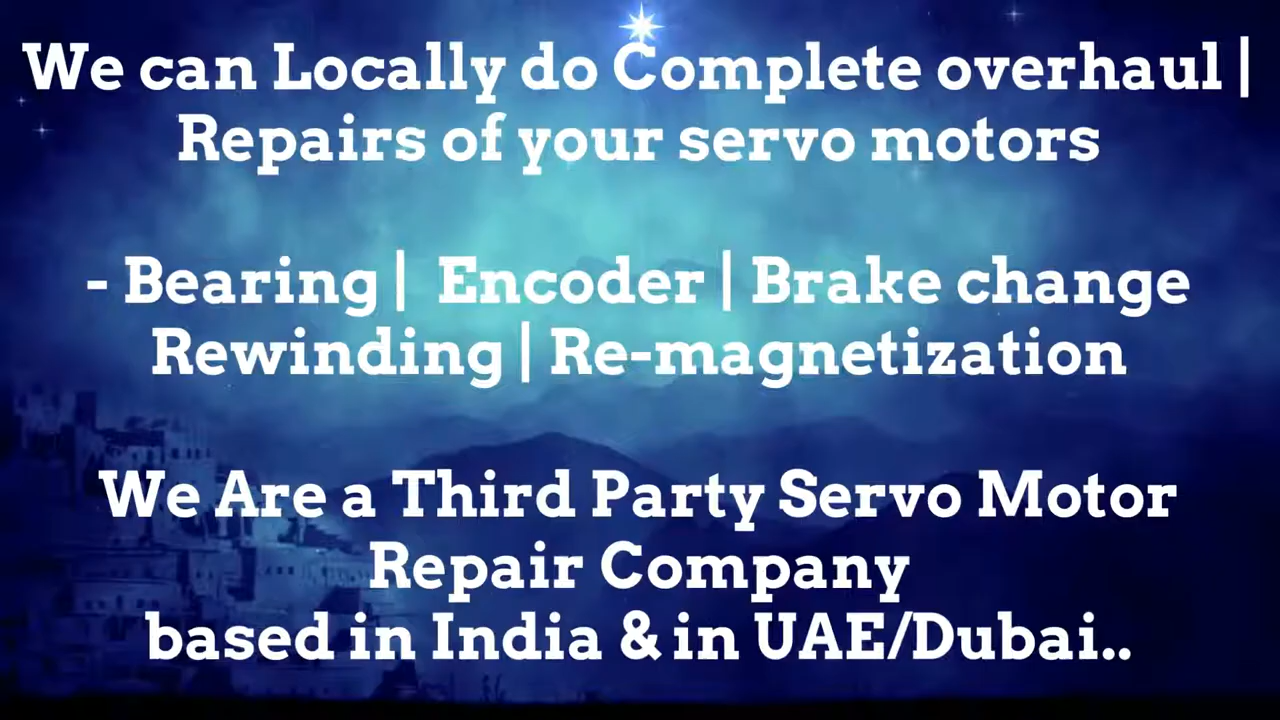 We can Locally do Complete overhaul |
Repairs of your servo motors
- Bearing | Encoder | Brake change
Rewinding | Re-magnetization
We Are a Third Party Servo Motor
Repair Company
based in India & in UAE/Dubai..